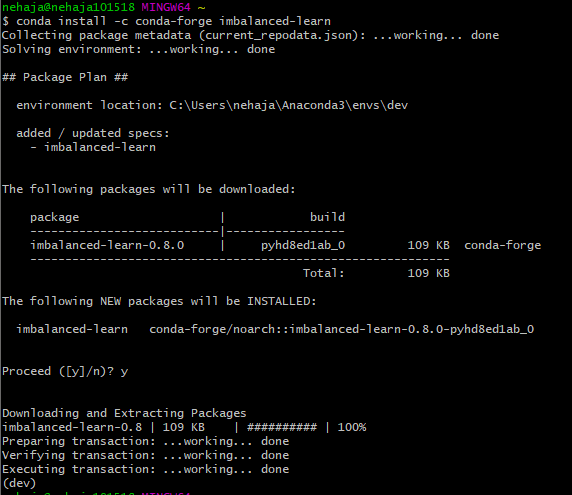 nehaja@nehaja101518 MINGW64 ~
$ conda install -c conda-forge imbalanced-learn
Collecting package metadata (current_repodata.json): ...working... done
Solving environment: ...working... done
## Package Plan ##
environment location: C:\Users\nehaja\Anaconda3\envs\dev
added / updated specs:
- imbalanced-learn
The following packages will be downloaded:
package | build
---------------------------|-----------------
imbalanced-learn-0.8.0 | pyhd8ed1ab_0 109 KB conda-forge
------------------------------------------------------------
Total: 109 KB
The following NEW packages will be INSTALLED:
imbalanced-learn conda-forge/noarch::imbalanced-learn-0.8.0-pyhd8ed1ab_0
Proceed ([y]/n)? y
Downloading and Extracting Packages
imbalanced-learn-0.8 | 109 KB | ########## | 100%
Preparing transaction: ...working... done
Verifying transaction: ...working... done
Executing transaction: ...working... done
(dev)
nehaja@nehaja101518 MINGW64 ~